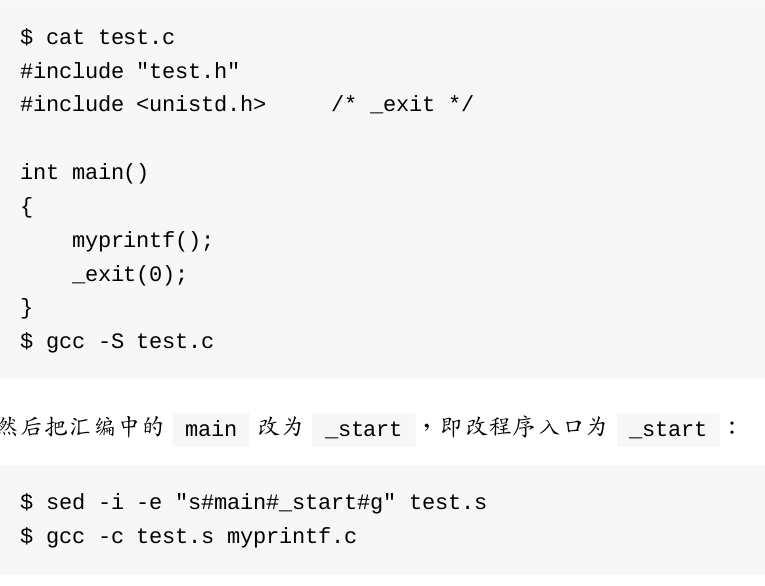 $ cat test.c
#include "test.h"
#include <unistd.h>     /* _exit */
int main()
{
    myprintf();
    _exit(0);
}
$ gcc -S test.c
然后把汇编中的 main 改为 _start，即改程序入口为 _start：
$ sed -i -e "s#main#_start#g" test.s
$ gcc -c test.s myprintf.c